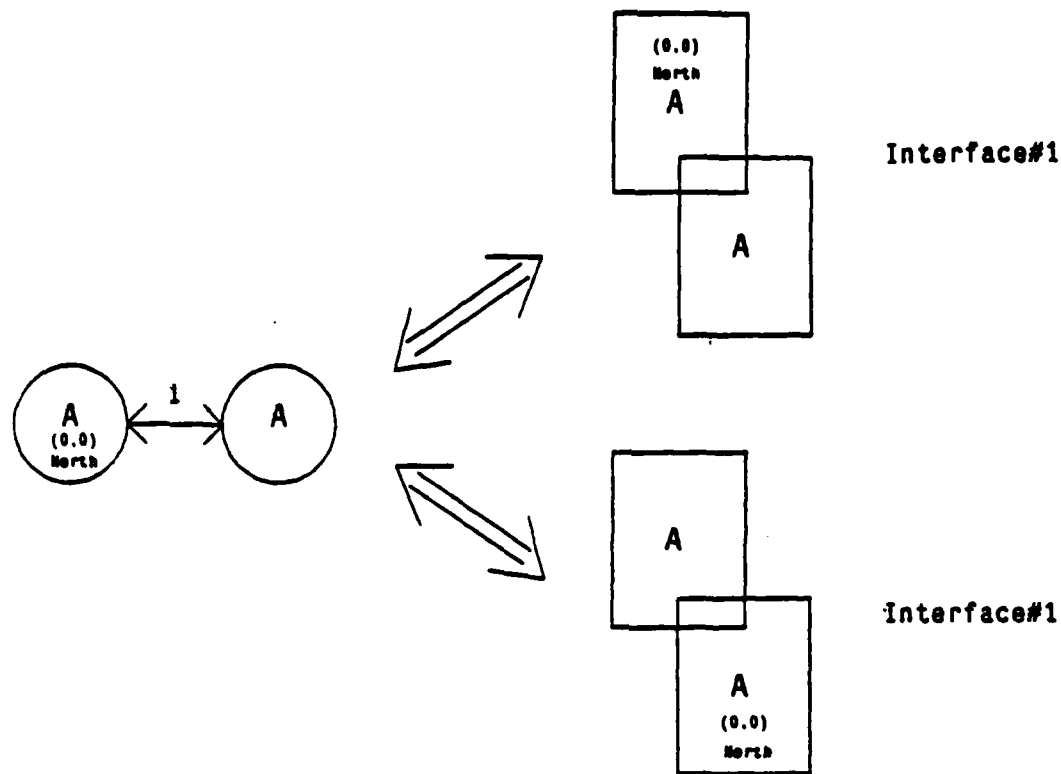 (0.0)
North
A
Interface#1
A
1
A
(0.0)
North
A
A
Interface#1
A
(0.0)
North